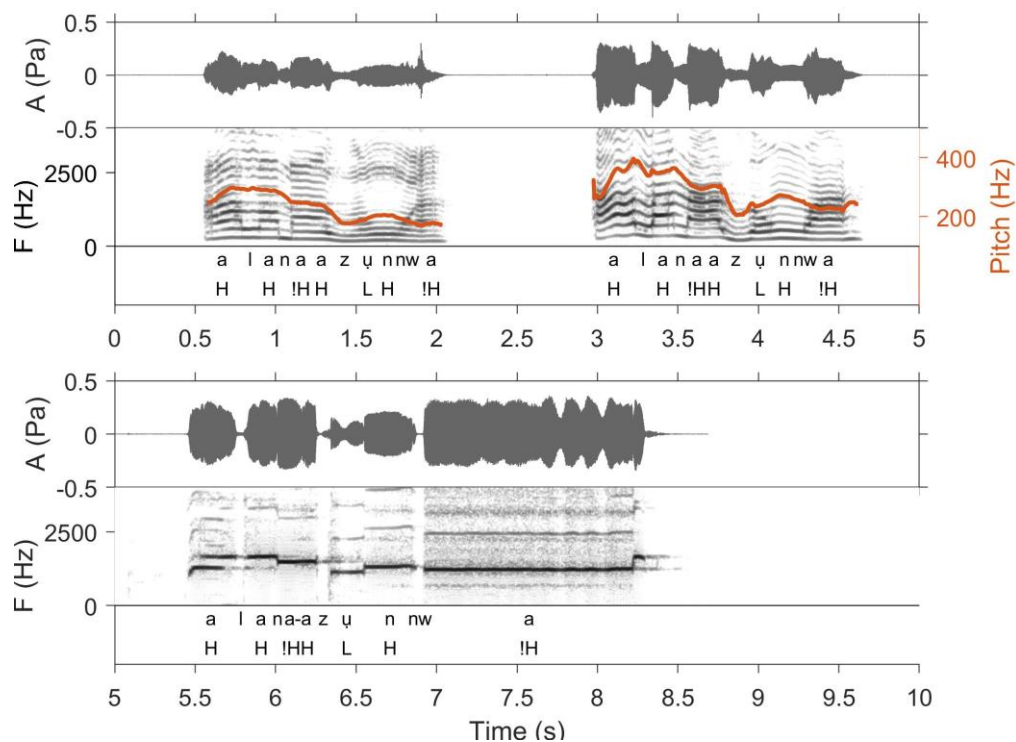 0.5
0
-0.5
A (Pa)
2500
0
F (Hz)
400
200
Pitch (Hz)
a l a n a a z ụ n nw a a l a n a a z ụ n nw a
H H !H H L H !H H H !H H L H !H
0 0.5 1 1.5 2 2.5 3 3.5 4 4.5 5
0.5
0
-0.5
A (Pa)
2500
0
F (Hz)
a l a n a-a z ụ n nw a
H H !H H L H !H
5 5.5 6 6.5 7 7.5 8 8.5 9 9.5 10
Time (s)